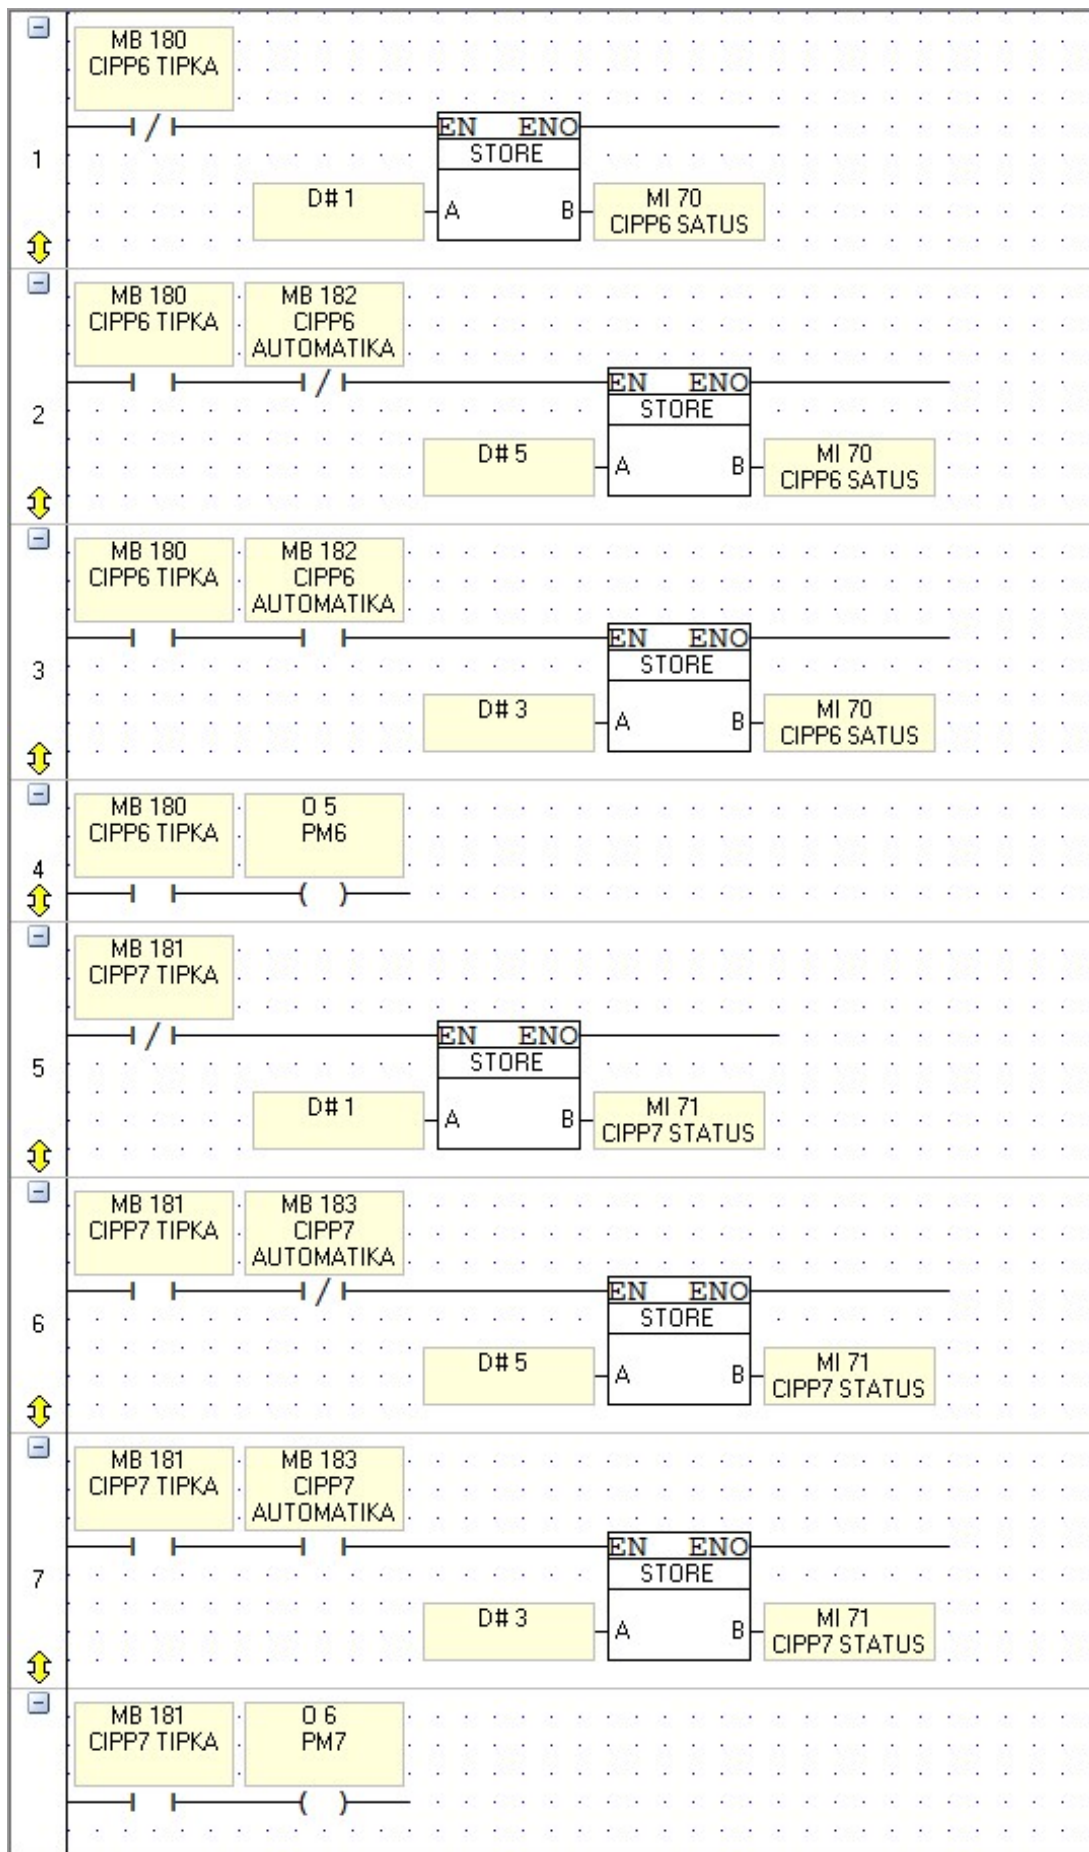 MB 180
CIPP6 TIPKA
EN ENO
1
STORE
D# 1
A
B
MI 70
CIPP6 SATUS
MB 180
CIPP6 TIPKA
MB 182
CIPP6
AUTOMATIKA
EN ENO
2
STORE
D# 5
A
B
MI 70
CIPP6 SATUS
MB 180
CIPP6 TIPKA
MB 182
CIPP6
AUTOMATIKA
EN ENO
3
STORE
D# 3
A
B
MI 70
CIPP6 SATUS
MB 180
CIPP6 TIPKA
O 5
PM6
4
MB 181
CIPP7 TIPKA
EN ENO
5
STORE
D# 1
A
B
MI 71
CIPP7 STATUS
MB 181
CIPP7 TIPKA
MB 183
CIPP7
AUTOMATIKA
EN ENO
6
STORE
D# 5
A
B
MI 71
CIPP7 STATUS
MB 181
CIPP7 TIPKA
MB 183
CIPP7
AUTOMATIKA
EN ENO
7
STORE
D# 3
A
B
MI 71
CIPP7 STATUS
MB 181
CIPP7 TIPKA
O 6
PM7